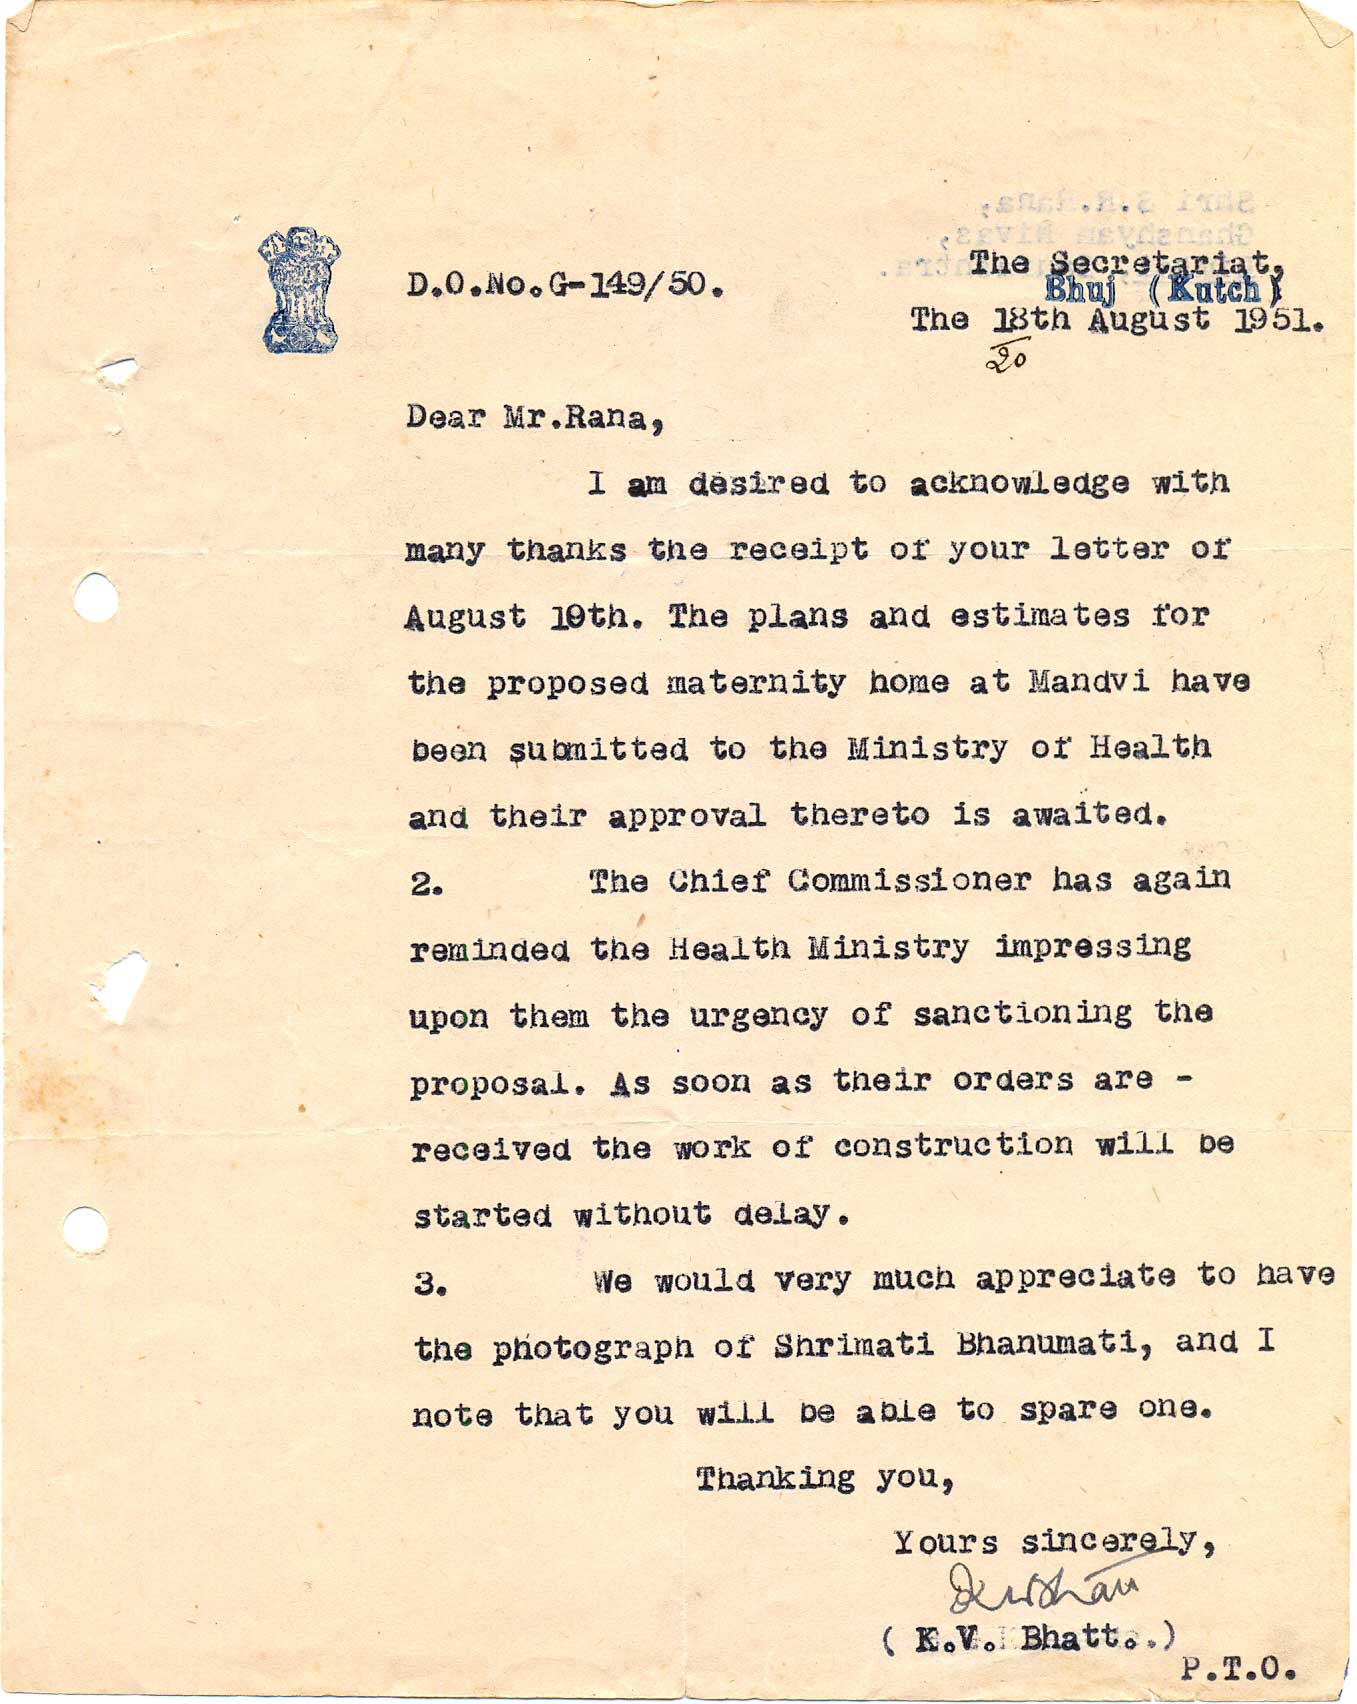 Shri S.R.Rana,
Ghanshyam Nivas,
D.O.No.G-149/50.
The Secretariat,
Bhuj (Kutch)
The 18th August 1951.
20
Dear Mr.Rana,
I am desired to acknowledge with
many thanks the receipt of your letter of
August 10th. The plans and estimates for
the proposed maternity home at Mandvi have
been submitted to the Ministry of Health
and their approval thereto is awaited.
2. The Chief Commissioner has again
reminded the Health Ministry impressing
upon them the urgency of sanctioning the
proposal. As soon as their orders are -
received the work of construction will be
started without delay.
3. We would very much appreciate to have
the photograph of Shrimati Bhanumati, and I
note that you will be able to spare one.
Thanking you,
Yours sincerely,
( K.V. Bhatt..)
P.T.O.